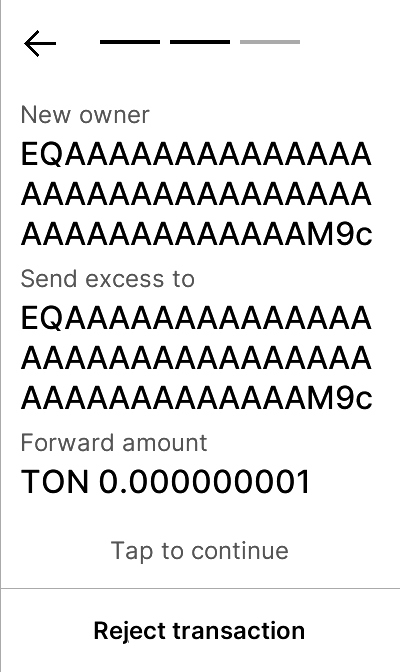 New owner
EQAAAAAAAAAAAAAA
AAAAAAAAAAAAAAAA
AAAAAAAAAAAAAM9c
Send excess to
EQAAAAAAAAAAAAAA
AAAAAAAAAAAAAAAA
AAAAAAAAAAAAAM9c
Forward amount
TON 0.000000001
Tap to continue
Reject transaction